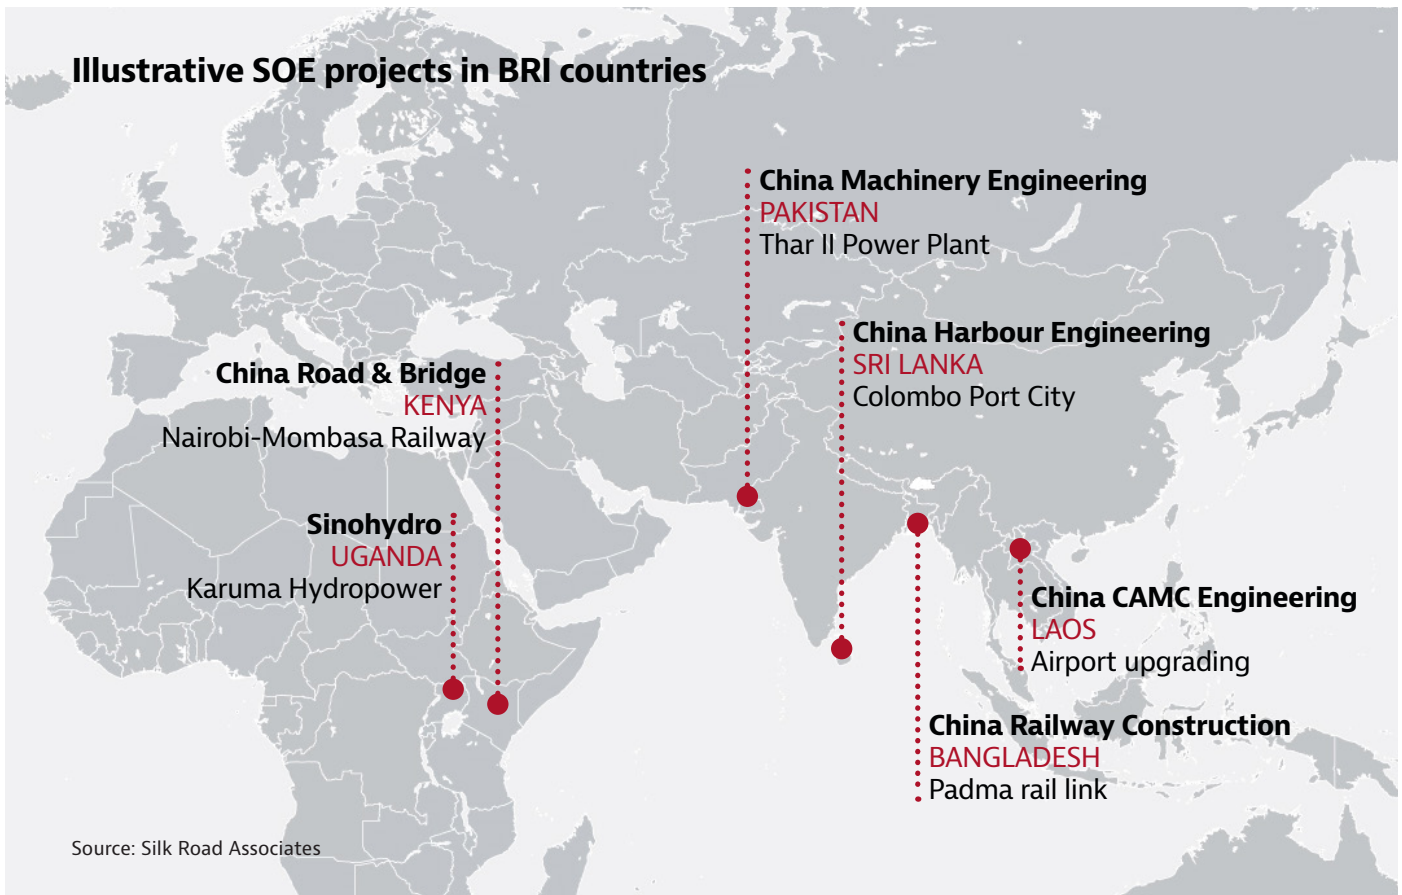 Illustrative SOE projects in BRI countries
China Machinery Engineering
PAKISTAN
Thar II Power Plant
China Harbour Engineering
SRI LANKA
Colombo Port City
China Road & Bridge
KENYA
Nairobi-Mombasa Railway
Sinohydro
UGANDA
Karuma Hydropower
China CAMC Engineering
LAOS
Airport upgrading
China Railway Construction
BANGLADESH
Padma rail link
Source: Silk Road Associates